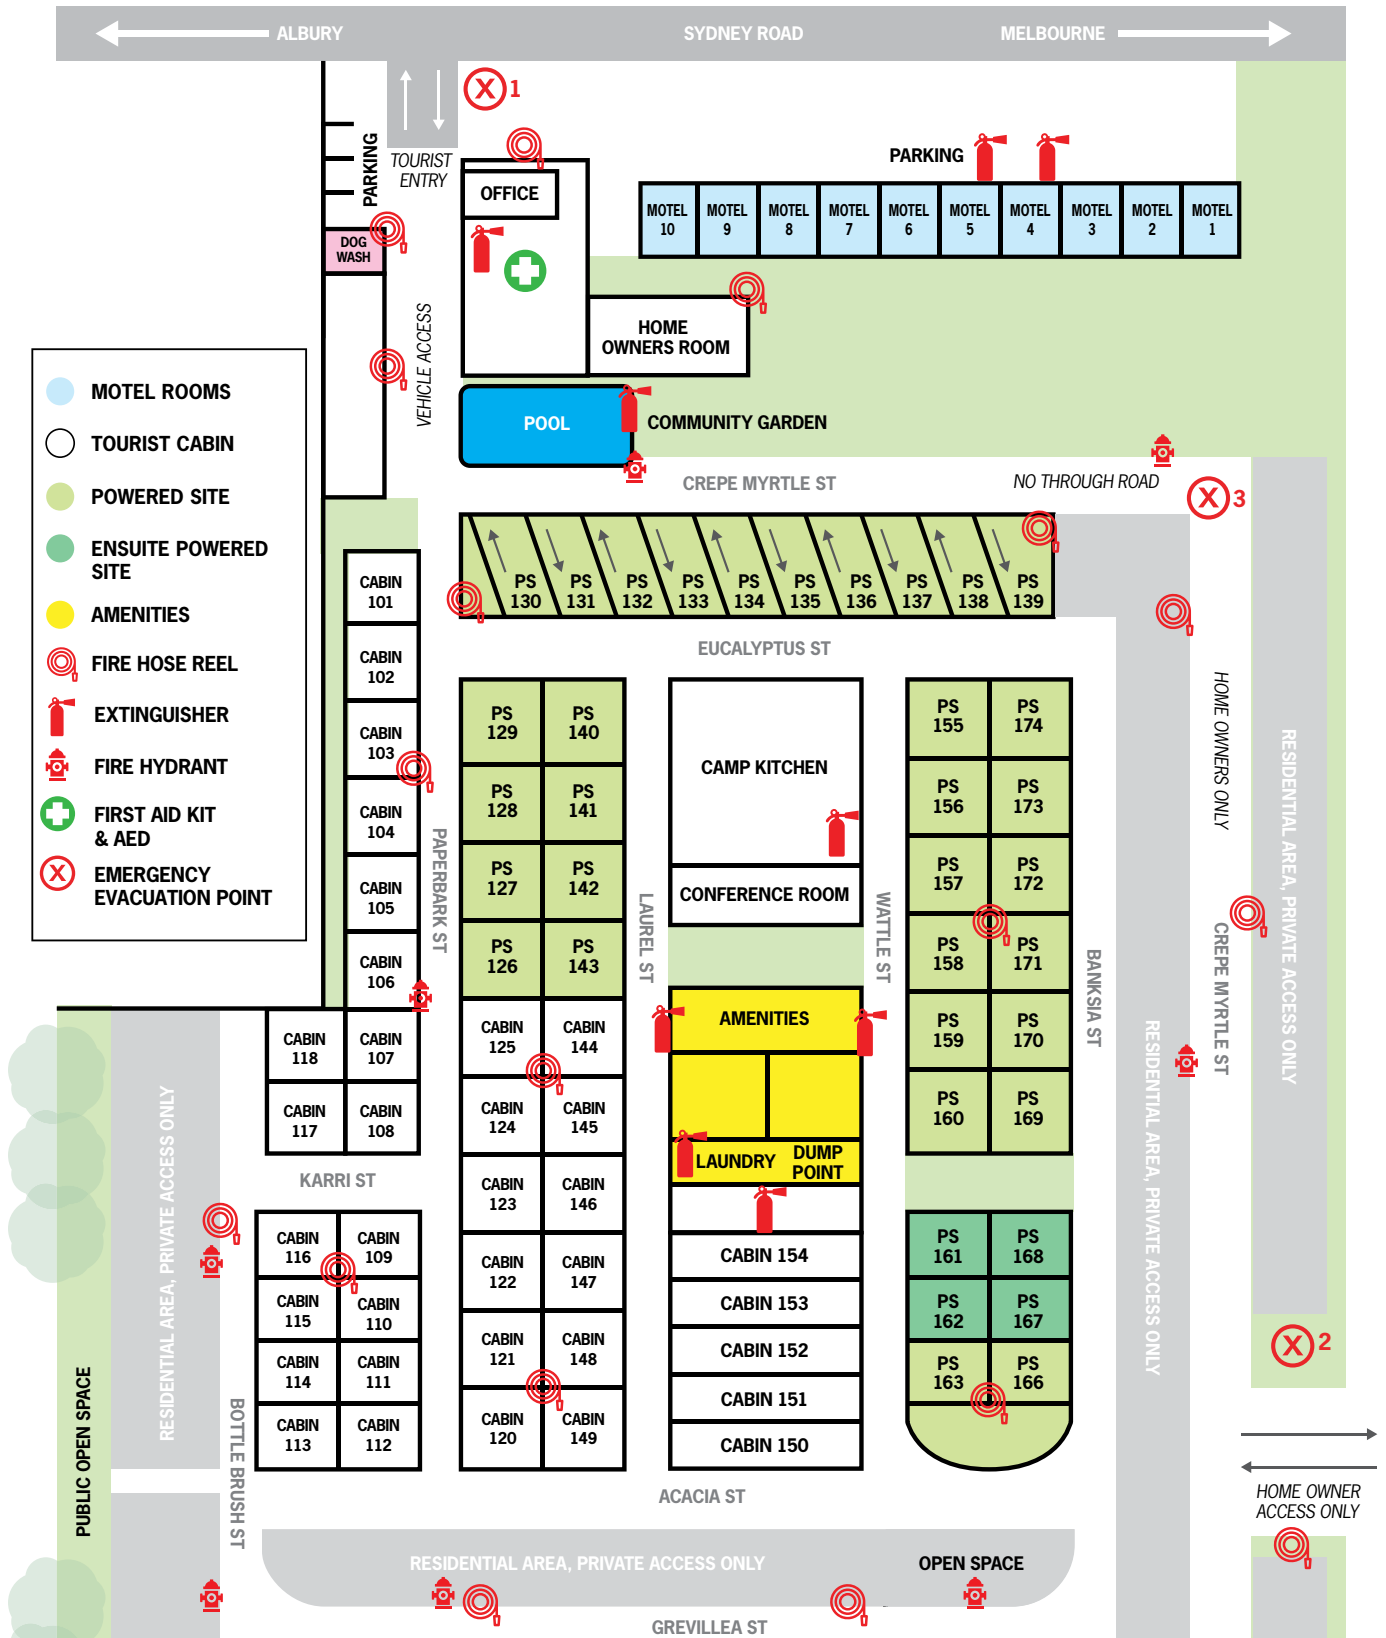 ALBURY
SYDNEY ROAD
MELBOURNE
X 1
PARKING
TOURIST
ENTRY
OFFICE
PARKING
DOG
WASH
MOTEL
10
MOTEL
9
MOTEL
8
MOTEL
7
MOTEL
6
MOTEL
5
MOTEL
4
MOTEL
3
MOTEL
2
MOTEL
1
VEHICLE ACCESS
HOME
OWNERS ROOM
POOL
COMMUNITY GARDEN
CREPE MYRTLE ST
NO THROUGH ROAD
X 3
MOTEL ROOMS
TOURIST CABIN
POWERED SITE
ENSUITE POWERED
SITE
AMENITIES
FIRE HOSE REEL
EXTINGUISHER
FIRE HYDRANT
FIRST AID KIT
& AED
X
EMERGENCY
EVACUATION POINT
PS
130
PS
131
PS
132
PS
133
PS
134
PS
135
PS
136
PS
137
PS
138
PS
139
EUCALYPTUS ST
CABIN
101
CABIN
102
CABIN
103
CABIN
104
CABIN
105
CABIN
106
CABIN
118
CABIN
107
CABIN
117
CABIN
108
KARRI ST
CABIN
116
CABIN
109
CABIN
115
CABIN
110
CABIN
114
CABIN
111
CABIN
113
CABIN
112
PAPERBARK ST
PS
129
PS
140
PS
128
PS
141
PS
127
PS
142
PS
126
PS
143
CABIN
125
CABIN
144
CABIN
124
CABIN
145
CABIN
123
CABIN
146
CABIN
122
CABIN
147
CABIN
121
CABIN
148
CABIN
120
CABIN
149
LAUREL ST
CAMP KITCHEN
CONFERENCE ROOM
AMENITIES
LAUNDRY
DUMP
POINT
CABIN 154
CABIN 153
CABIN 152
CABIN 151
CABIN 150
WATTLE ST
PS
155
PS
174
PS
156
PS
173
PS
157
PS
172
PS
158
PS
171
PS
159
PS
170
PS
160
PS
169
PS
161
PS
168
PS
162
PS
167
PS
163
PS
166
BANKSIA ST
RESIDENTIAL AREA, PRIVATE ACCESS ONLY
HOME OWNERS ONLY
CREPE MYRTLE ST
RESIDENTIAL AREA, PRIVATE ACCESS ONLY
X 2
HOME OWNER
ACCESS ONLY
PUBLIC OPEN SPACE
RESIDENTIAL AREA, PRIVATE ACCESS ONLY
BOTTLE BRUSH ST
ACACIA ST
RESIDENTIAL AREA, PRIVATE ACCESS ONLY
OPEN SPACE
GREVILLEA ST